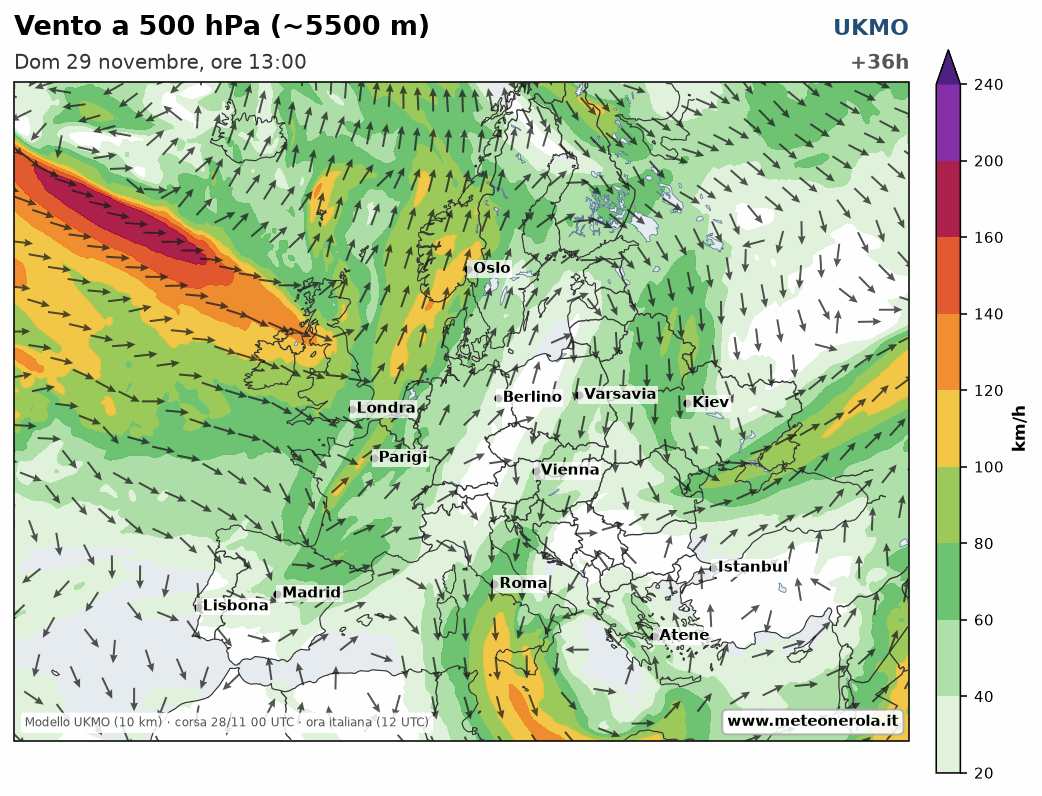 Vento a 500 hPa (~5500 m)
UKMO
Dom 29 novembre, ore 13:00
+36h
240
200
160
140
120
100
80
60
40
20
km/h
Oslo
Berlino
Varsavia
Kiev
Londra
Parigi
Vienna
Istanbul
Roma
Madrid
Lisbona
Atene
Modello UKMO (10 km) · corsa 28/11 00 UTC · ora italiana (12 UTC)
www.meteonerola.it